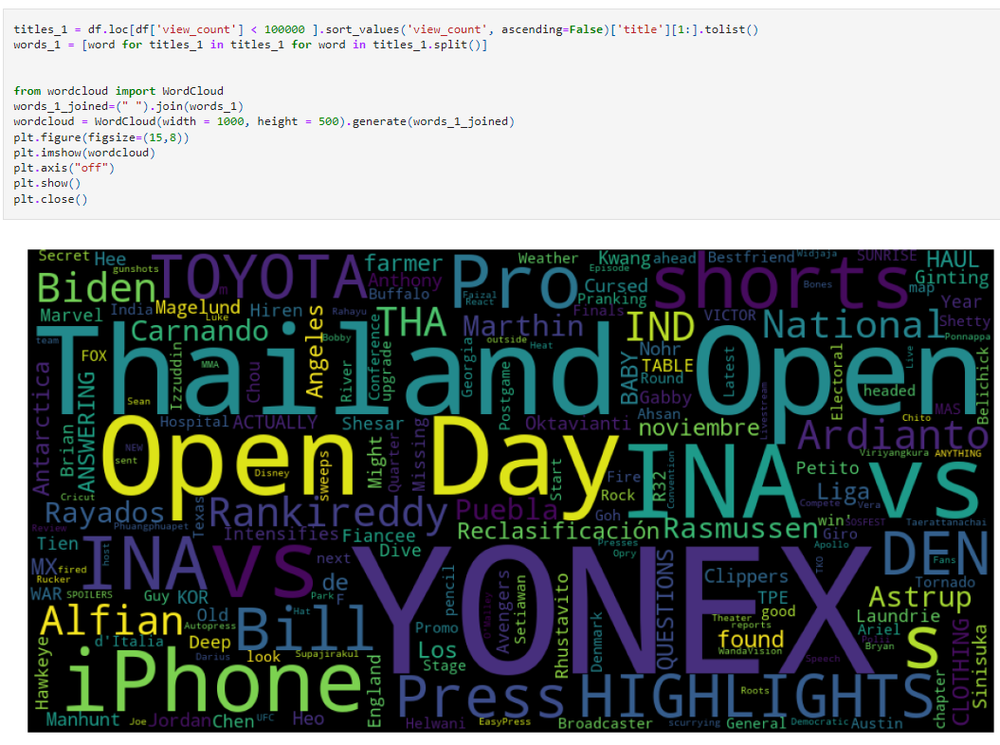 titles_1 = df.loc[df['view_count'] < 100000 ].sort_values('view_count', ascending=False)['title'][1:].tolist()
words_1 = [word for titles_1 in titles_1 for word in titles_1.split()]
from wordcloud import WordCloud
words_1_joined=(" ").join(words_1)
wordcloud = WordCloud(width = 1000, height = 500).generate(words_1_joined)
plt.figure(figsize=(15,8))
plt.imshow(wordcloud)
plt.axis("off")
plt.show()
plt.close()
Secret Hee TOYOTA farmer Pro Weather Kwang ahead Bestfriend Widjaja SUNRISE HAUL
gunshots Episode shorts Ginting
Biden m Anthony Buffalo Faizal React Cursed Pranking Bones map Year
Marvel India Magelund Luke Hiren Rahayu THA Marthin Finals IND VICTOR National Shetty
team Carnando Angeles Bobby Conference upgrade outside Heat Nohr Latest Live Ponnappa
Thailand Open
FOX Izzuddin MMA Chou River Georgia BABY TABLE Round Electoral headed Belichick
Antarctica ANSWERING Sean Postgame Gabby Livestream MAS
Brian Hospital ACTUALLY Shesar Oktavianti Ahsan noviembre Chito Ardianto
Open Day INA vs
NEW sent Disney sweeps Might Quarter Missing Start Fire R32 Convention Petito Viriyangkura ANYTHING
Cricut Rock Liga
Rayados Texas Rankireddy Puebla Goh Compete Vera
Review Phuangphuapet Intensifies Fiancee Reclasificación Rasmussen win' SOSFEST Taerattanachai
Tien host INA vs next Dive Presses Opry Giro Apollo DEN
MX fired Rucker de pencil YONEX QUESTIONS Clippers TKO Fans Tornado
WAR SPOILERS Guy KOR Park F Avengers Setiawan TPE good Astrup
Alfian Old Hat Bill O'Malley Rhustavito Denmark Theater reports Laundrie
d'Italia Autopress Deep Promo Los found Ariel Polii s
Hawkeye Darius look Supajirakul Stage WandaVision Speech Bryan CLOTHING Sinisuka
iPhone England Press HIGHLIGHTS Roots chapter
Manhunt Joe Jordan Chen UFC Heo Helwani EasyPress Broadcaster scurrying General Democratic Austin